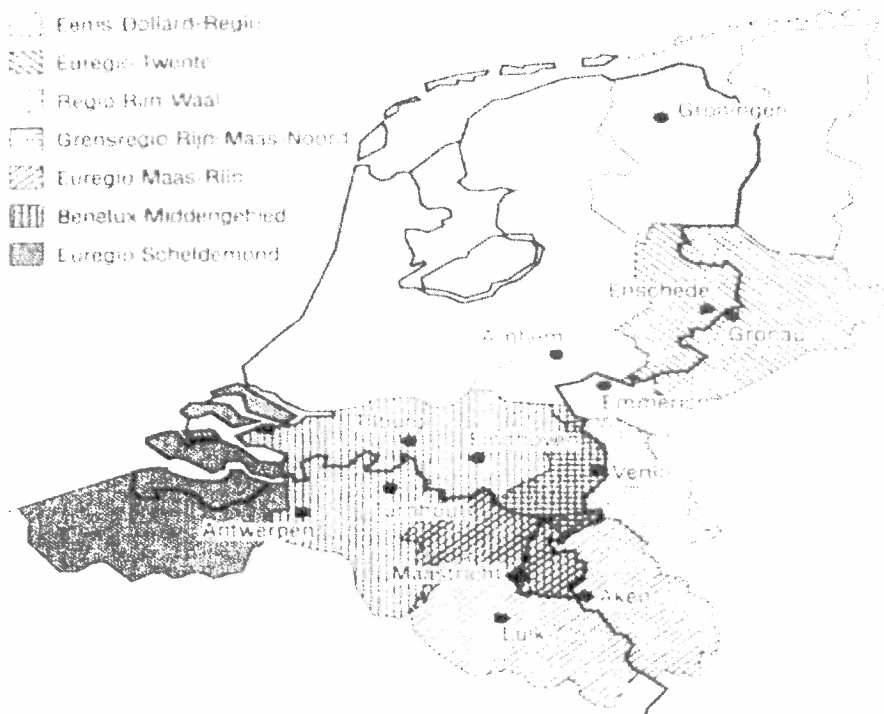 Eems Dollard-Regio
Euregio Twente
Regio Rijn-Waal
Grensregio Rijn-Maas-Noord
Euregio Maas-Rijn
Benelux Middengebied
Euregio Scheldemond
Groningen
Enschede
Gronau
Arnhem
Emmerich
Tilburg
Eindhoven
Venlo
Turnhout
Antwerpen
Maastricht
Aken
Luik